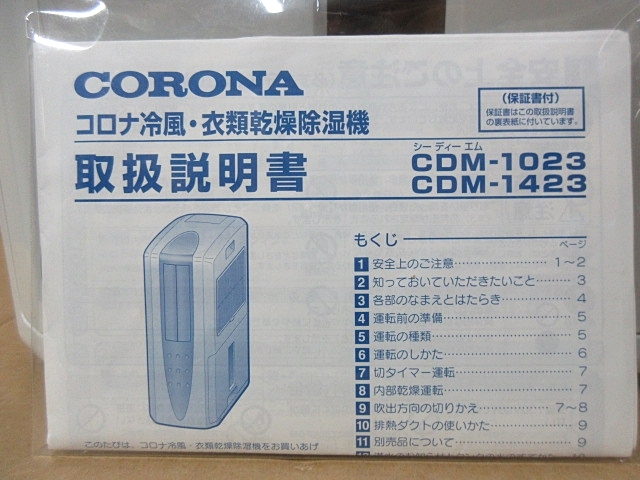 CORONA
コロナ冷風・衣類乾燥除湿機
(保証書付)
保証書はこの取扱説明書
の裏表紙に付いています。
取扱説明書
シー ディー エム
CDM-1023
CDM-1423
もくじ
ページ
1 安全上のご注意 1～2
2 知っておいていただきたいこと 3
3 各部のなまえとはたらき 4
4 運転前の準備 5
5 運転の種類 5
6 運転のしかた 6
7 切タイマー運転 7
8 内部乾燥運転 7
9 吹出方向の切りかえ 7～8
10 排熱ダクトの使いかた 9
11 別売品について 9
このたびは、コロナ冷風・衣類乾燥除湿機をお買いあげ